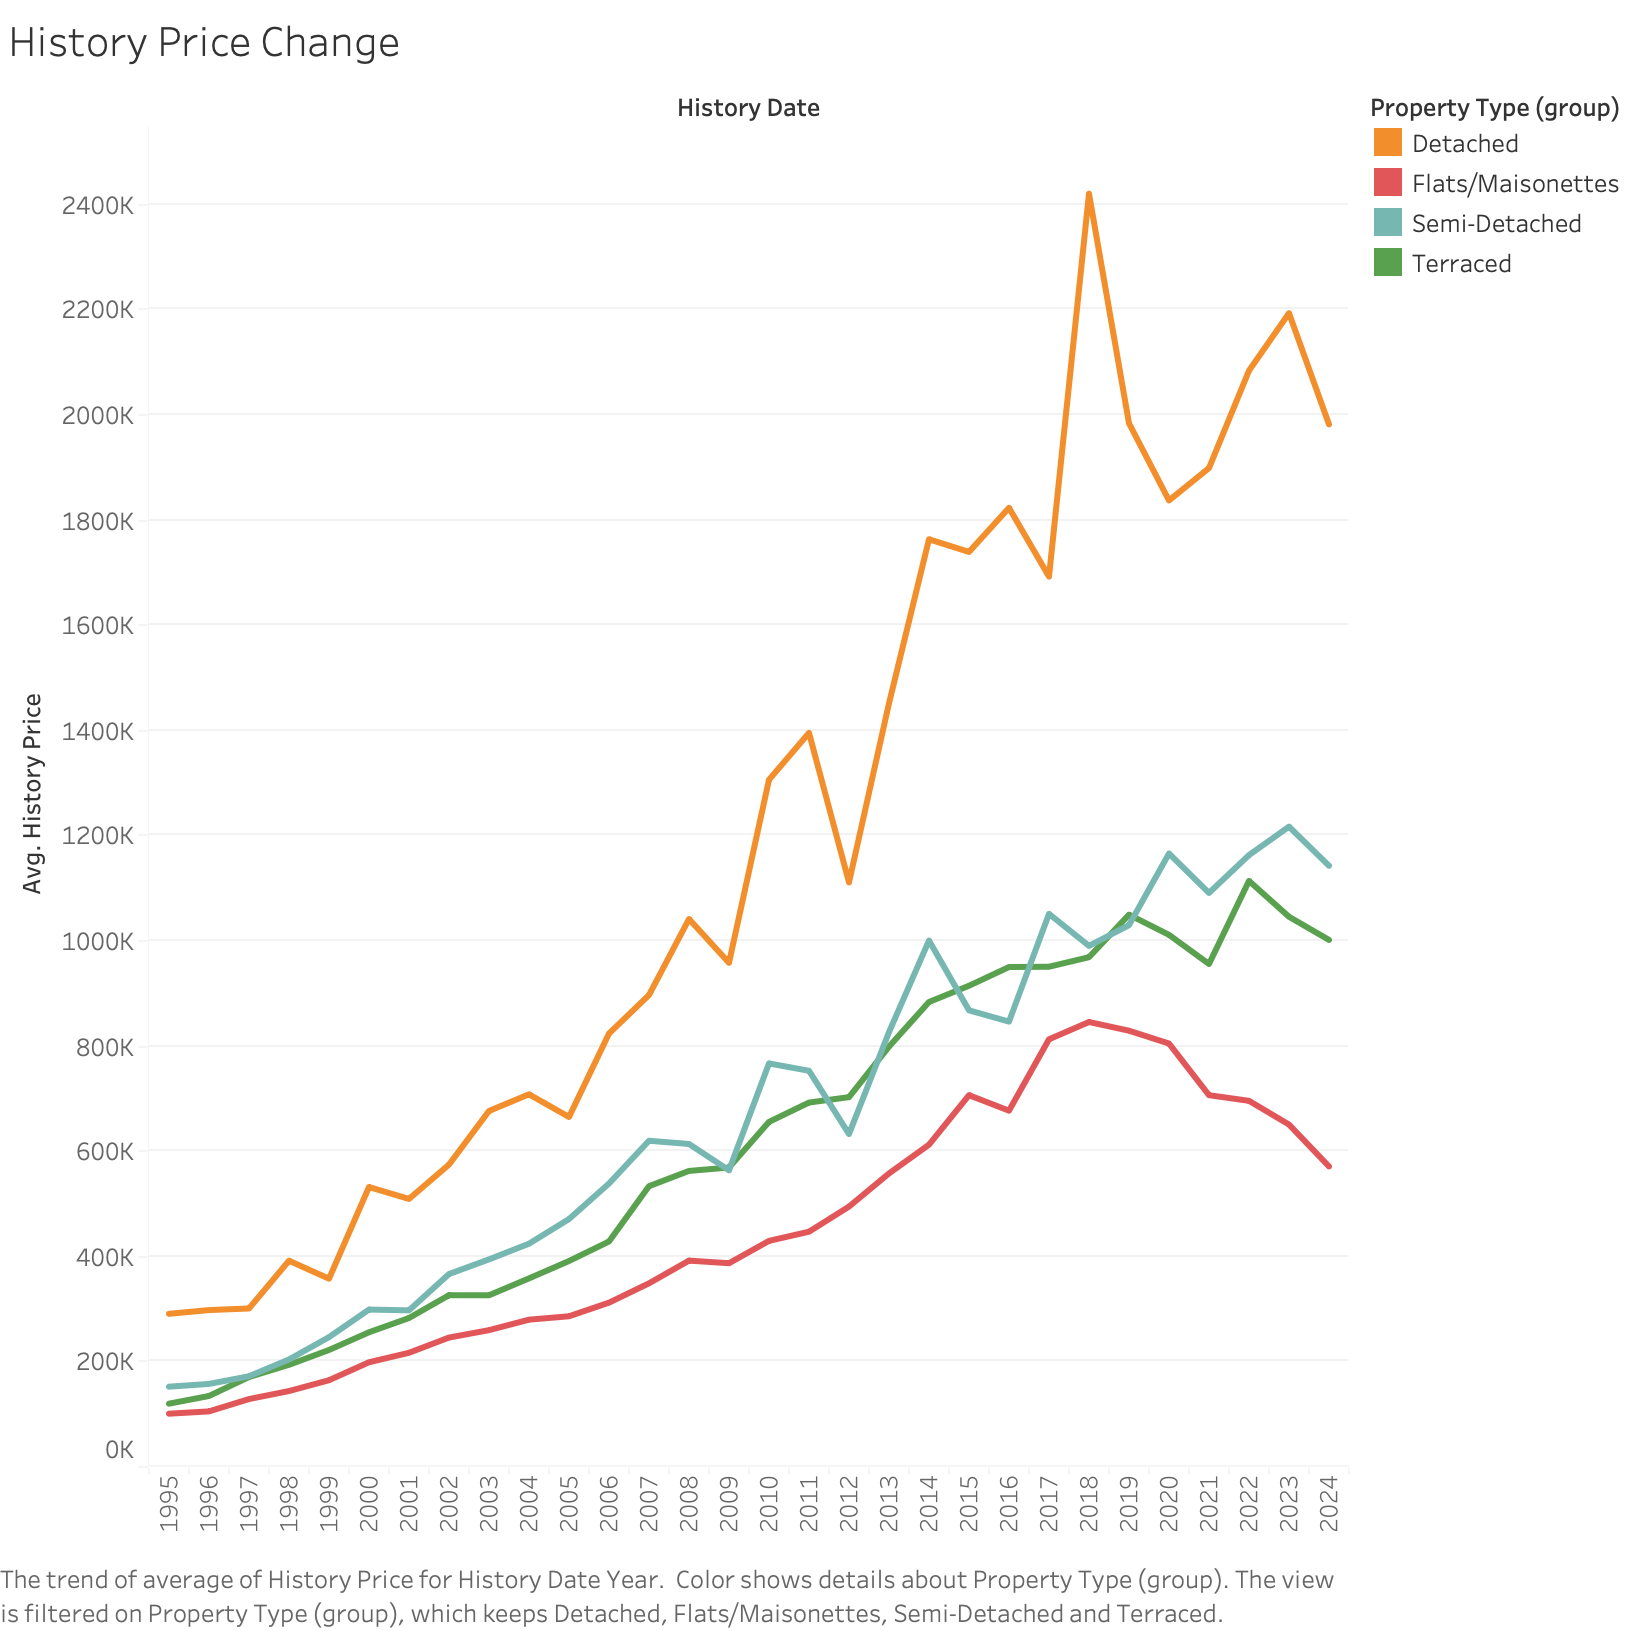 History Price Change
History Date
Property Type (group)
Detached
Flats/Maisonettes
Semi-Detached
Terraced
Avg. History Price
2400K
2200K
2000K
1800K
1600K
1400K
1200K
1000K
800K
600K
400K
200K
0K
1995
1996
1997
1998
1999
2000
2001
2002
2003
2004
2005
2006
2007
2008
2009
2010
2011
2012
2013
2014
2015
2016
2017
2018
2019
2020
2021
2022
2023
2024
The trend of average of History Price for History Date Year.  Color shows details about Property Type (group). The view
is filtered on Property Type (group), which keeps Detached, Flats/Maisonettes, Semi-Detached and Terraced.